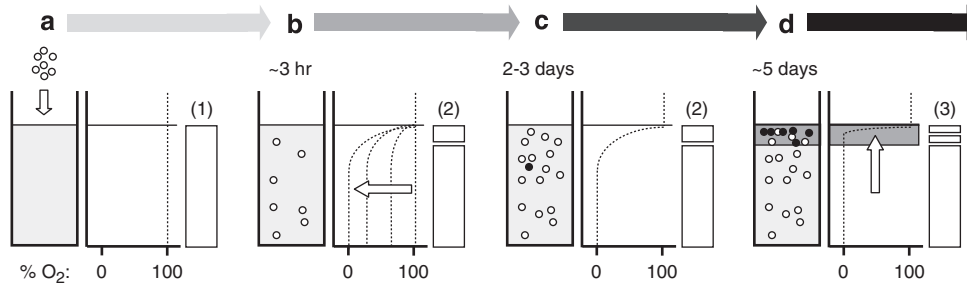 a b c d
~3 hr 2-3 days ~5 days
(1) (2) (2) (3)
% O2: 0 100 0 100 0 100 0 100